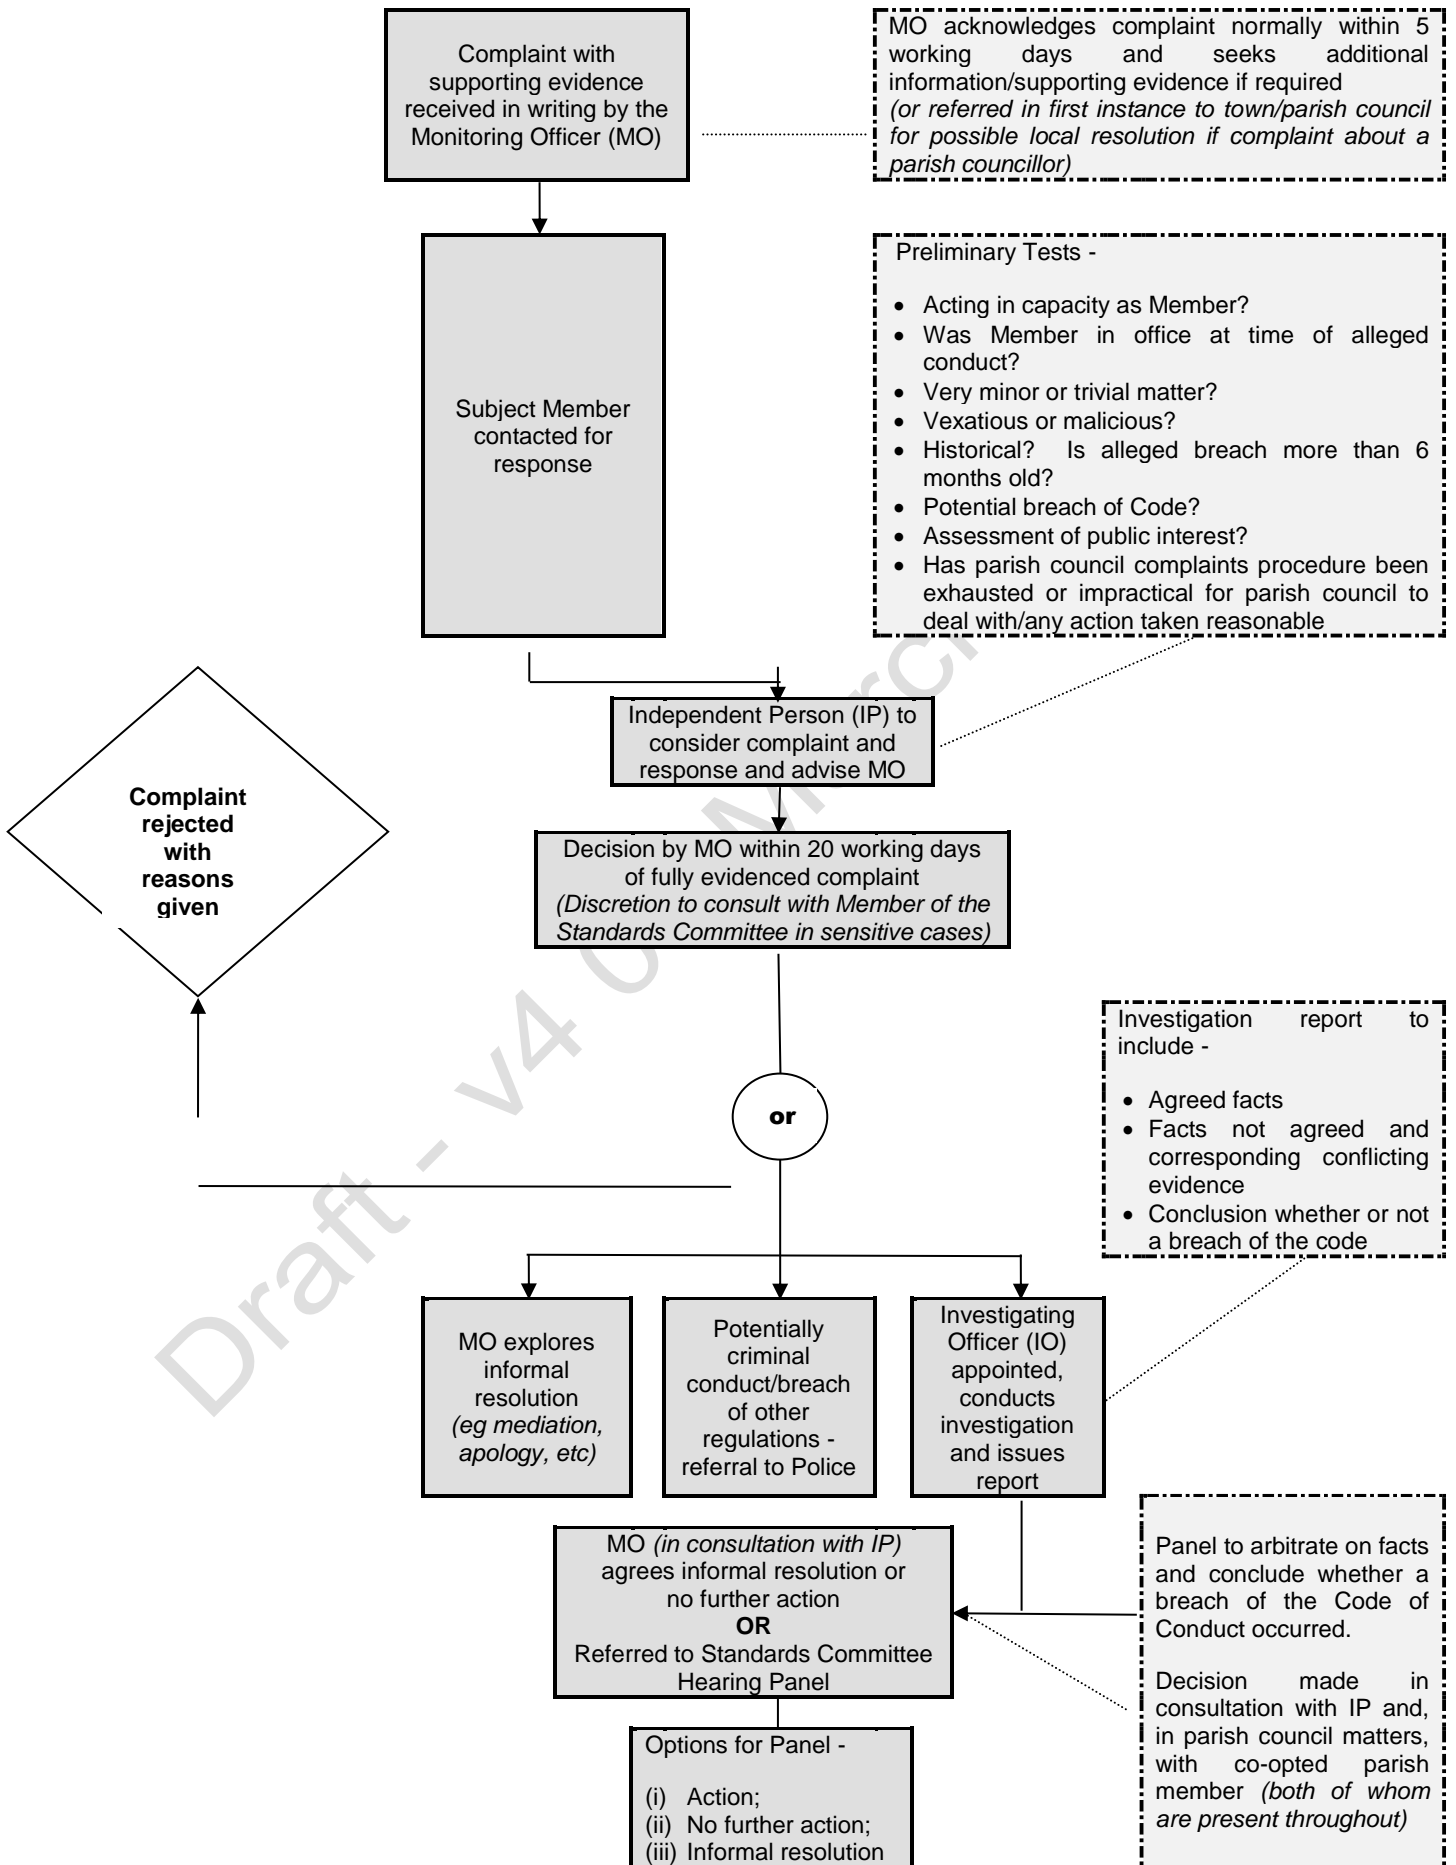 Complaint with
supporting evidence
received in writing by the
Monitoring Officer (MO)
MO acknowledges complaint normally within 5
working days and seeks additional
information/supporting evidence if required
(or referred in first instance to town/parish council
for possible local resolution if complaint about a
parish councillor)
Subject Member
contacted for
response
Preliminary Tests -
• Acting in capacity as Member?
• Was Member in office at time of alleged
conduct?
• Very minor or trivial matter?
• Vexatious or malicious?
• Historical? Is alleged breach more than 6
months old?
• Potential breach of Code?
• Assessment of public interest?
• Has parish council complaints procedure been
exhausted or impractical for parish council to
deal with/any action taken reasonable
Independent Person (IP) to
consider complaint and
response and advise MO
Complaint
rejected
with
reasons
given
Decision by MO within 20 working days
of fully evidenced complaint
(Discretion to consult with Member of the
Standards Committee in sensitive cases)
or
Investigation report to
include -
• Agreed facts
• Facts not agreed and
corresponding conflicting
evidence
• Conclusion whether or not
a breach of the code
MO explores
informal
resolution
(eg mediation,
apology, etc)
Potentially
criminal
conduct/breach
of other
regulations -
referral to Police
Investigating
Officer (IO)
appointed,
conducts
investigation
and issues
report
MO (in consultation with IP)
agrees informal resolution or
no further action
OR
Referred to Standards Committee
Hearing Panel
Panel to arbitrate on facts
and conclude whether a
breach of the Code of
Conduct occurred.
Decision made in
consultation with IP and,
in parish council matters,
with co-opted parish
member (both of whom
are present throughout)
Options for Panel -
(i) Action;
(ii) No further action;
(iii) Informal resolution
Draft - v4 0